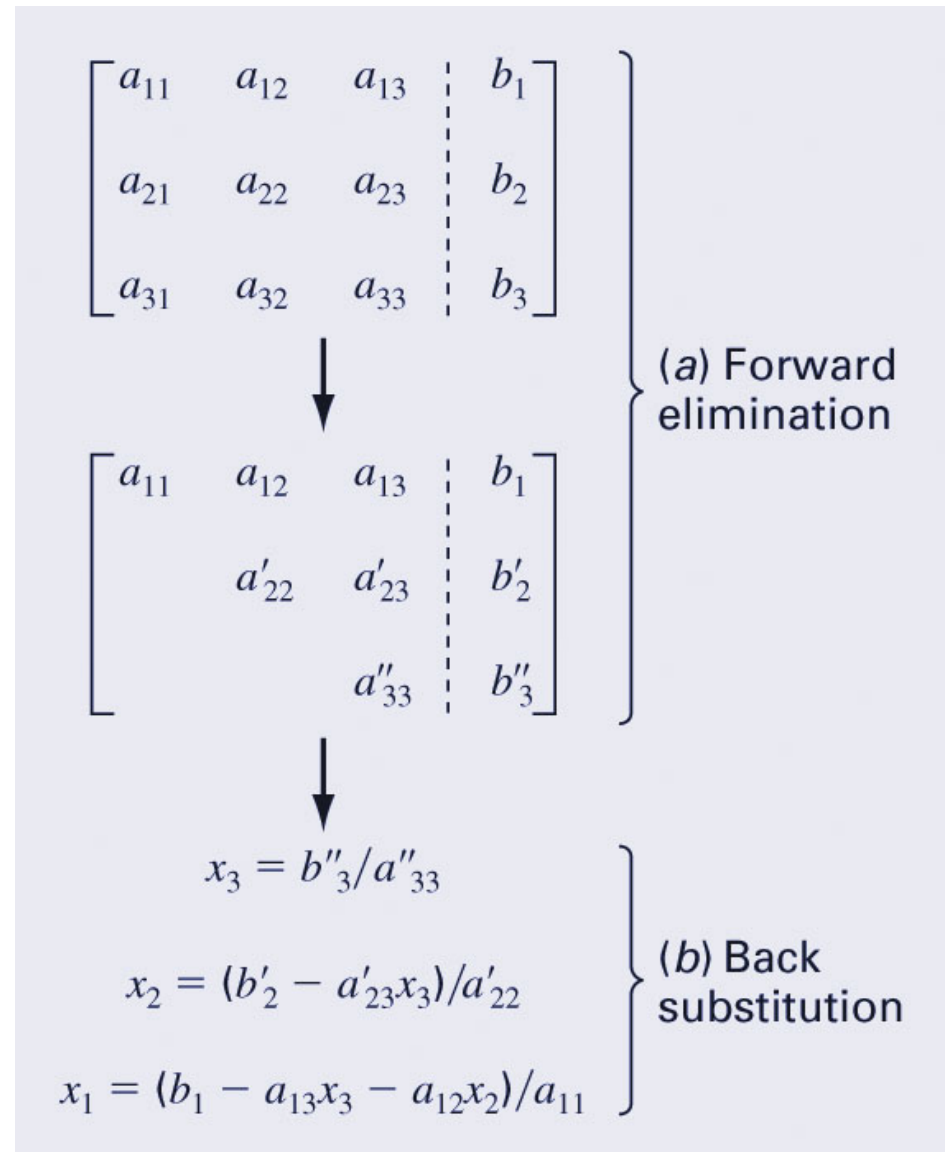 a₁₁ a₁₂ a₁₃ b₁
a₂₁ a₂₂ a₂₃ b₂
a₃₁ a₃₂ a₃₃ b₃
(a) Forward
elimination
a₁₁ a₁₂ a₁₃ b₁
a′₂₂ a′₂₃ b′₂
a″₃₃ b″₃
x₃ = b″₃/a″₃₃
x₂ = (b′₂ − a′₂₃x₃)/a′₂₂
x₁ = (b₁ − a₁₃x₃ − a₁₂x₂)/a₁₁
(b) Back
substitution